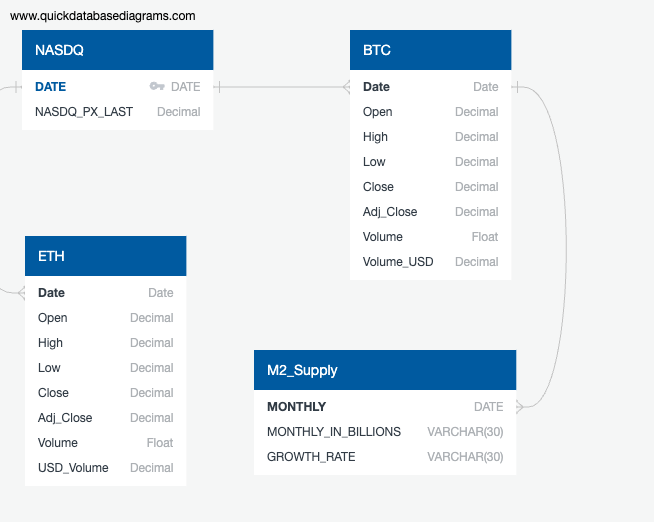 www.quickdatabasediagrams.com
NASDQ
DATE DATE
NASDQ_PX_LAST Decimal
BTC
Date Date
Open Decimal
High Decimal
Low Decimal
Close Decimal
Adj_Close Decimal
Volume Float
Volume_USD Decimal
ETH
Date Date
Open Decimal
High Decimal
Low Decimal
Close Decimal
Adj_Close Decimal
Volume Float
USD_Volume Decimal
M2_Supply
MONTHLY DATE
MONTHLY_IN_BILLIONS VARCHAR(30)
GROWTH_RATE VARCHAR(30)